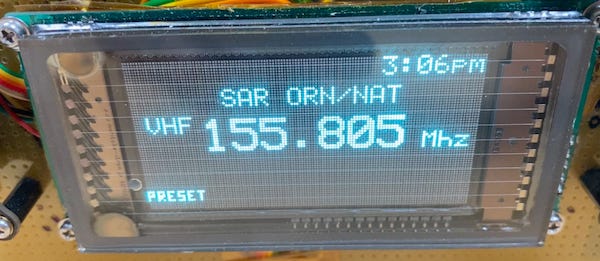 3:06pm
SAR ORN/NAT
VHF 155.805 Mhz
PRESET